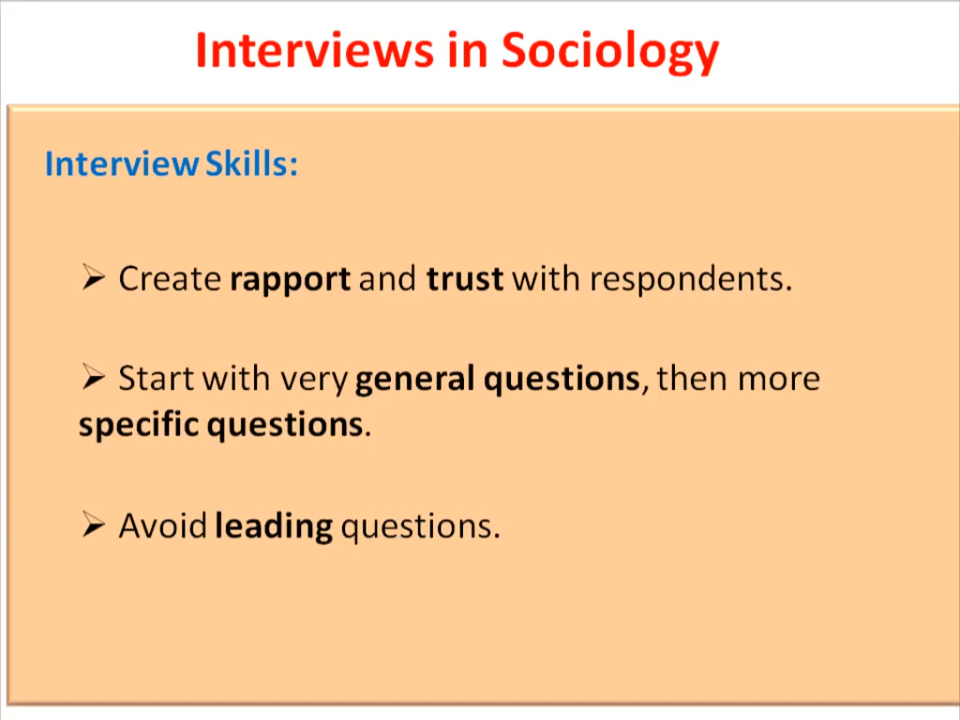 Interviews in Sociology
Interview Skills:
➢ Create rapport and trust with respondents.
➢ Start with very general questions, then more
specific questions.
➢ Avoid leading questions.